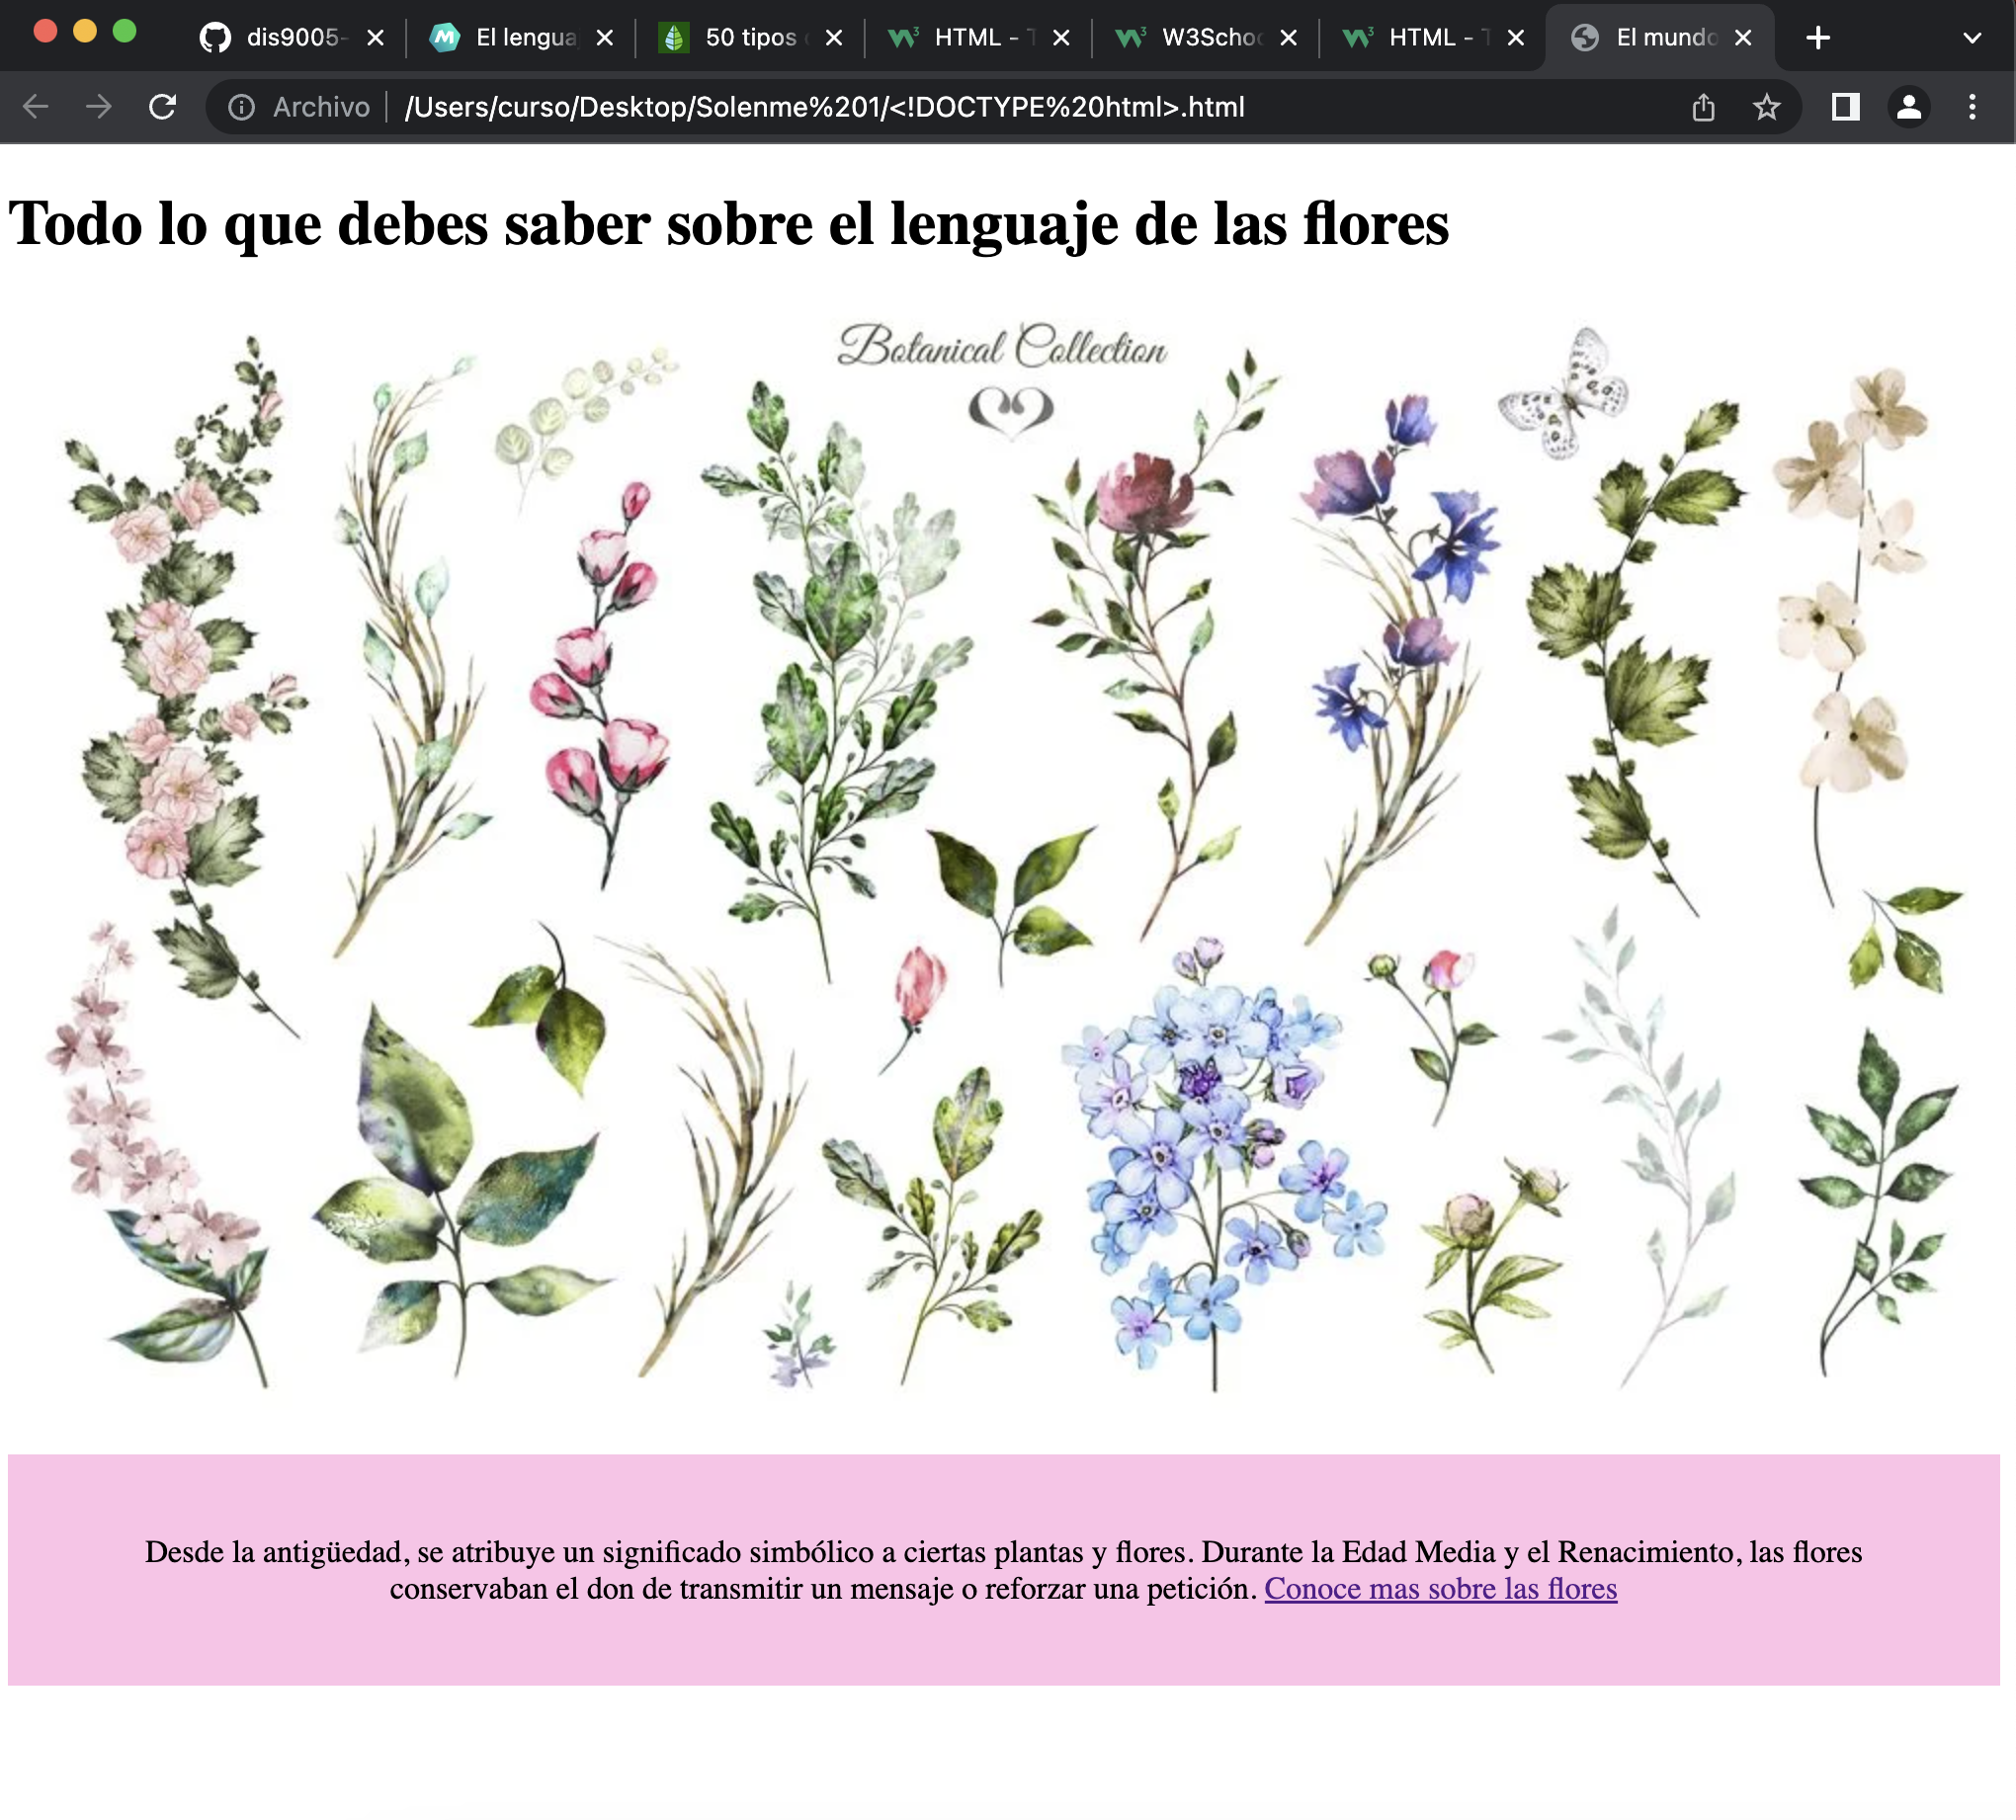 dis9005-
El lengua
50 tipos
HTML - T
W3Schoo
HTML - T
El mundo
Archivo
/Users/curso/Desktop/Solenme%201/<!DOCTYPE%20html>.html
Todo lo que debes saber sobre el lenguaje de las flores
Botanical Collection
Desde la antigüedad, se atribuye un significado simbólico a ciertas plantas y flores. Durante la Edad Media y el Renacimiento, las flores
conservaban el don de transmitir un mensaje o reforzar una petición. Conoce mas sobre las flores